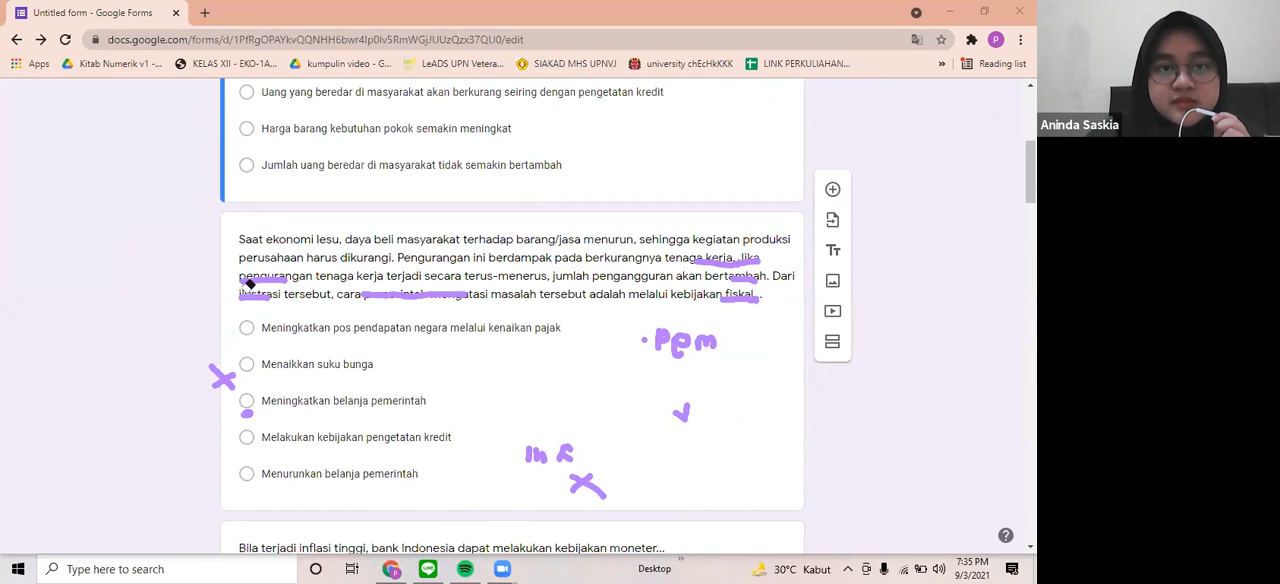 Untitled form - Google Forms
docs.google.com/forms/d/1PfRgOPAYkvQQNHH6bwr4Ip0lv5RmWGjJUUzQzx37QU0/edit
P
Apps
Kitab Numerik v1 -...
KELAS XII - EKO-1A...
kumpulin video - G...
LeADS UPN Vetera...
SIAKAD MHS UPNVJ
university chEcHkKKK
LINK PERKULIAHAN...
Reading list
Aninda Saskia
Uang yang beredar di masyarakat akan berkurang seiring dengan pengetatan kredit
Harga barang kebutuhan pokok semakin meningkat
Jumlah uang beredar di masyarakat tidak semakin bertambah
Saat ekonomi lesu, daya beli masyarakat terhadap barang/jasa menurun, sehingga kegiatan produksi
perusahaan harus dikurangi. Pengurangan ini berdampak pada berkurangnya tenaga kerja. Jika
pengurangan tenaga kerja terjadi secara terus-menerus, jumlah pengangguran akan bertambah. Dari
ilustrasi tersebut, cara pemerintah mengatasi masalah tersebut adalah melalui kebijakan fiskal...
Meningkatkan pos pendapatan negara melalui kenaikan pajak
Menaikkan suku bunga
Meningkatkan belanja pemerintah
Melakukan kebijakan pengetatan kredit
Menurunkan belanja pemerintah
Bila terjadi inflasi tinggi, bank Indonesia dapat melakukan kebijakan moneter...
Type here to search
Desktop
30°C Kabut
7:35 PM
9/3/2021